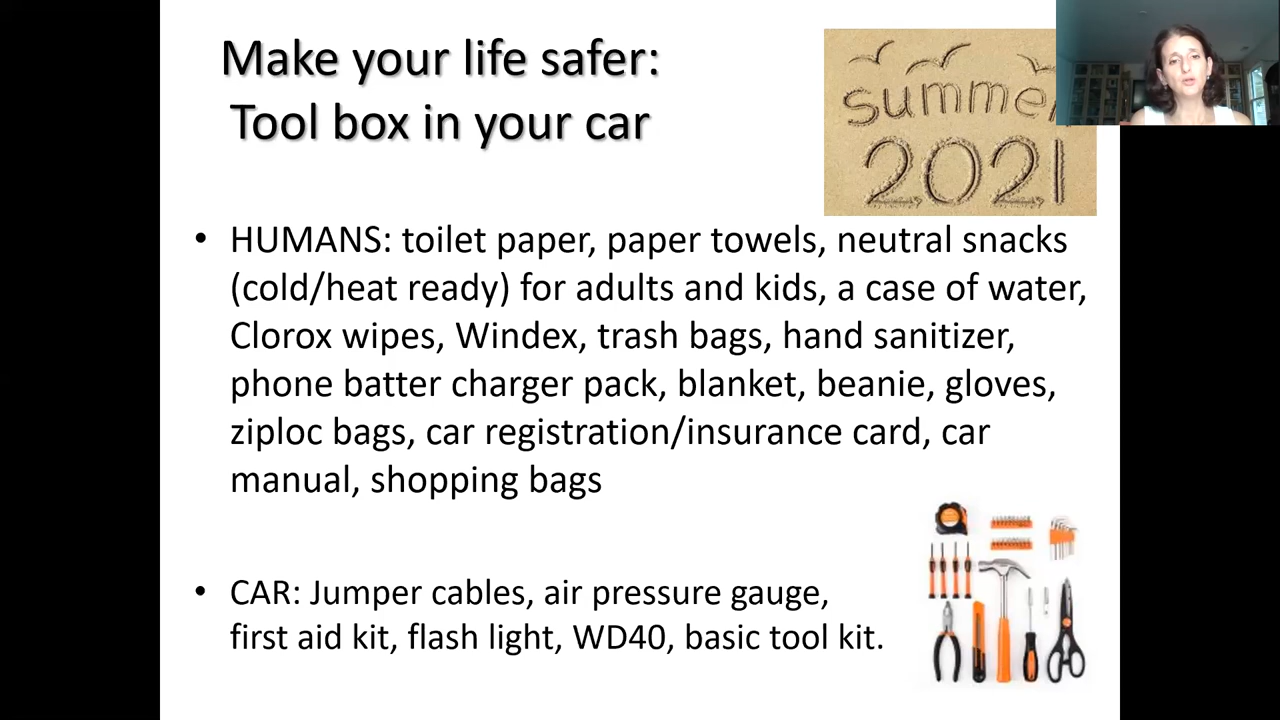 Make your life safer:
Tool box in your car
summer
2021
• HUMANS: toilet paper, paper towels, neutral snacks
(cold/heat ready) for adults and kids, a case of water,
Clorox wipes, Windex, trash bags, hand sanitizer,
phone batter charger pack, blanket, beanie, gloves,
ziploc bags, car registration/insurance card, car
manual, shopping bags
• CAR: Jumper cables, air pressure gauge,
first aid kit, flash light, WD40, basic tool kit.